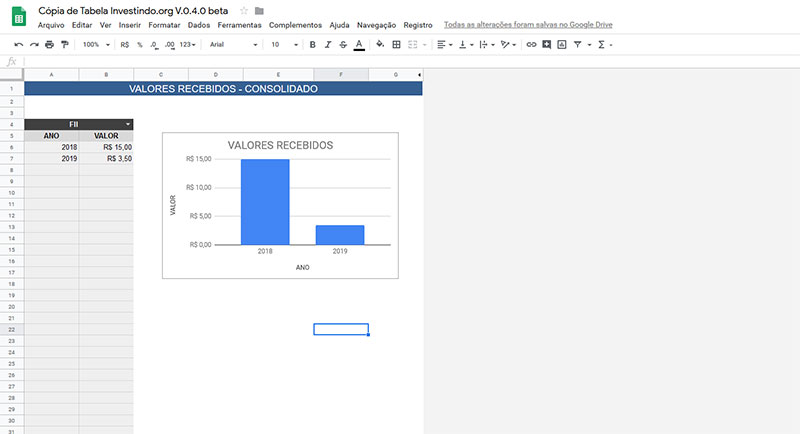 Cópia de Tabela Investindo.org V.0.4.0 beta
Arquivo Editar Ver Inserir Formatar Dados Ferramentas Complementos Ajuda Navegação Registro Todas as alterações foram salvas no Google Drive
100% R$ % .0 .00 123 Arial 10 B I S A
fx
A B C D E F G
1 VALORES RECEBIDOS - CONSOLIDADO
2
3
4 FII
5 ANO VALOR
6 2018 R$ 15,00
7 2019 R$ 3,50
8
9
10
11
12
13
14
15
16
17
18
19
20
21
22
23
24
25
26
27
28
29
30
31
VALORES RECEBIDOS
R$ 15,00
R$ 10,00
R$ 5,00
R$ 0,00
VALOR
2018 2019
ANO